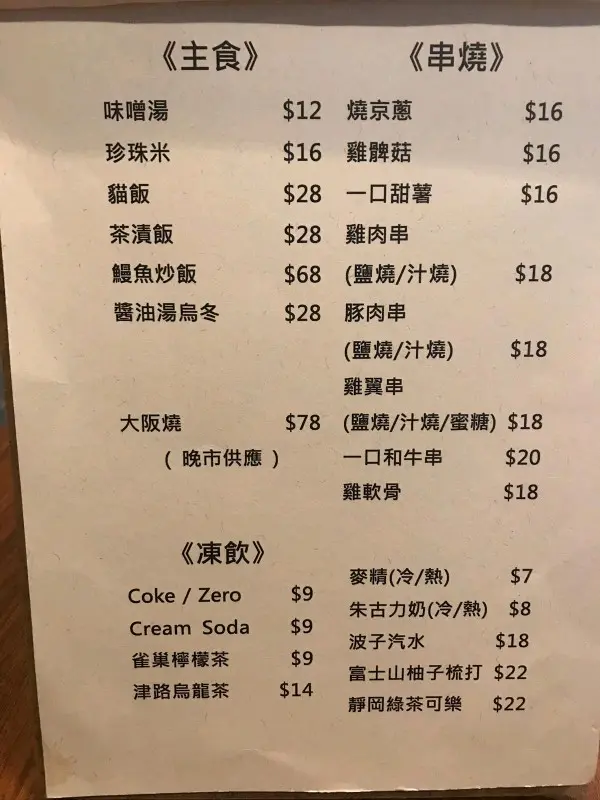 《主食》
味噌湯 $12
珍珠米 $16
貓飯 $28
茶漬飯 $28
鰻魚炒飯 $68
醬油湯烏冬 $28
大阪燒 $78
( 晚市供應 )
《串燒》
燒京蔥 $16
雞髀菇 $16
一口甜薯 $16
雞肉串
(鹽燒/汁燒) $18
豚肉串
(鹽燒/汁燒) $18
雞翼串
(鹽燒/汁燒/蜜糖) $18
一口和牛串 $20
雞軟骨 $18
《凍飲》
Coke / Zero $9
Cream Soda $9
雀巢檸檬茶 $9
津路烏龍茶 $14
麥精(冷/熱) $7
朱古力奶(冷/熱) $8
波子汽水 $18
富士山柚子梳打 $22
靜岡綠茶可樂 $22